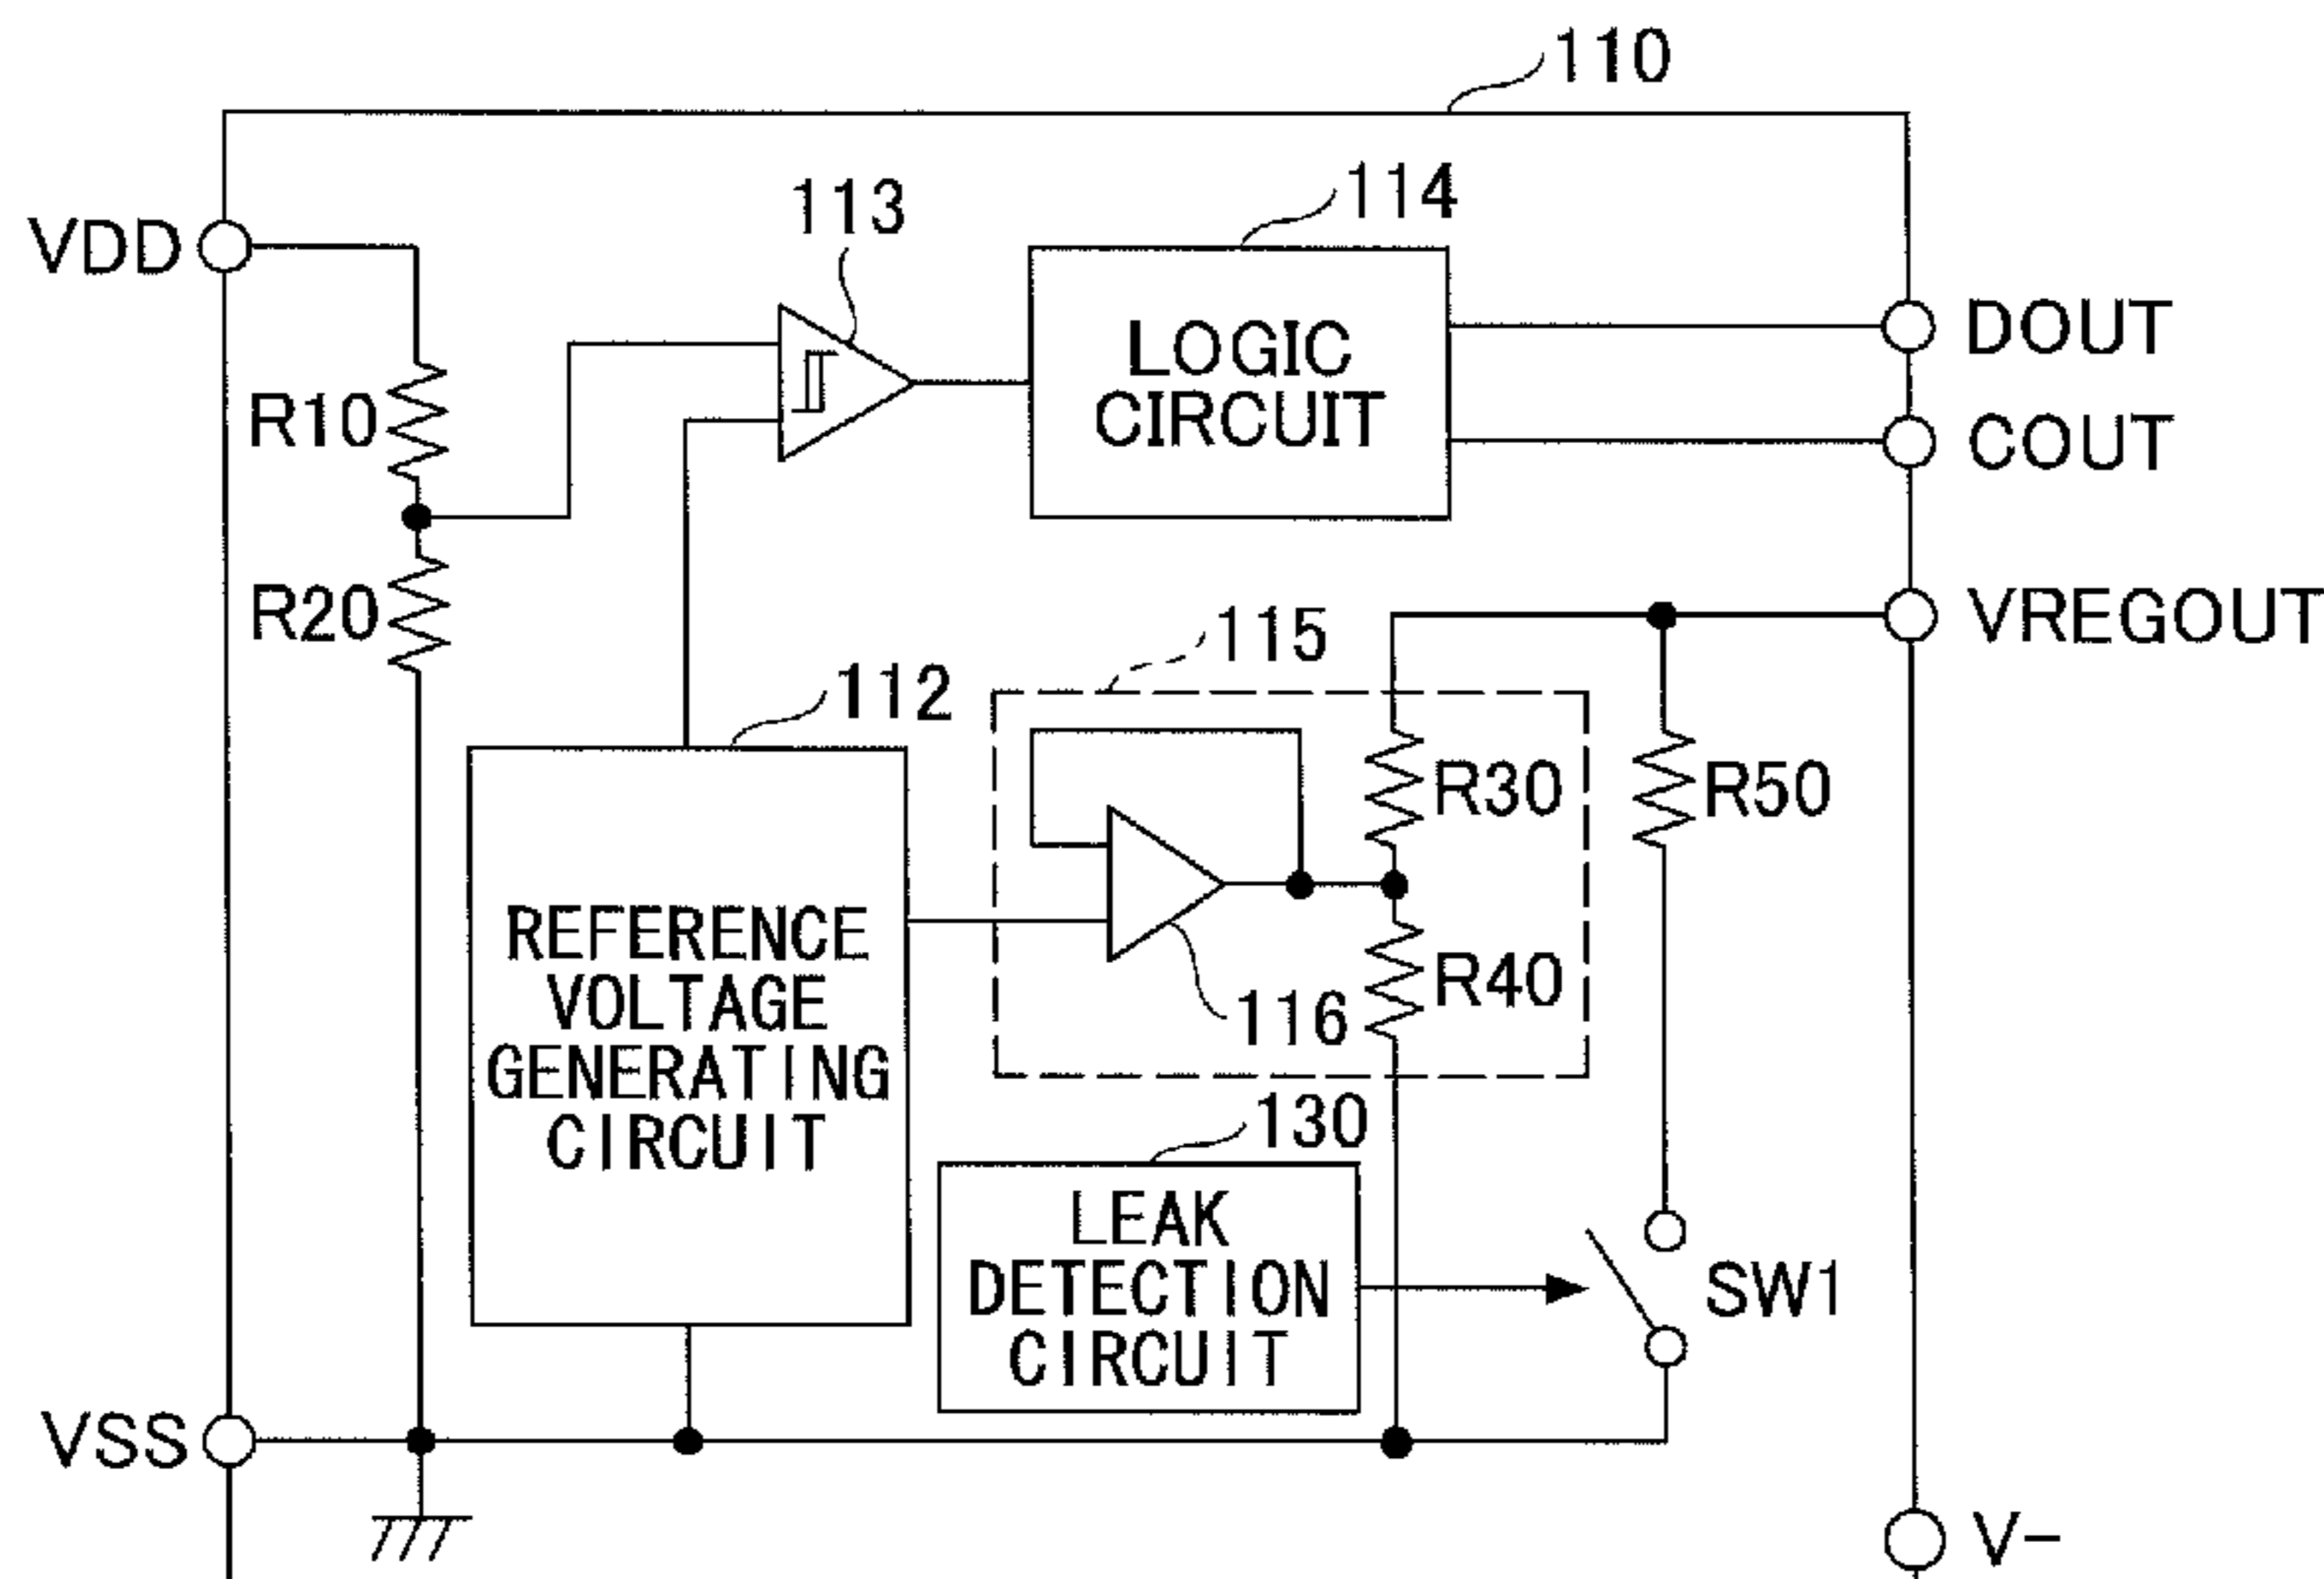 110
114
113
VDD
DOUT
LOGIC
CIRCUIT
R10
COUT
R20
VREGOUT
115
112
R30
R50
REFERENCE
VOLTAGE
GENERATING
CIRCUIT
R40
116
130
LEAK
DETECTION
CIRCUIT
SW1
VSS
V-